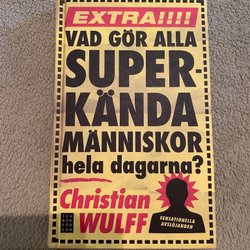 EXTRA!!!!
VAD GÖR ALLA
SUPER-
KÄNDA
MÄNNISKOR
hela dagarna?
Christian
WULFF
SENSATIONELLA
AVSLÖJANDEN